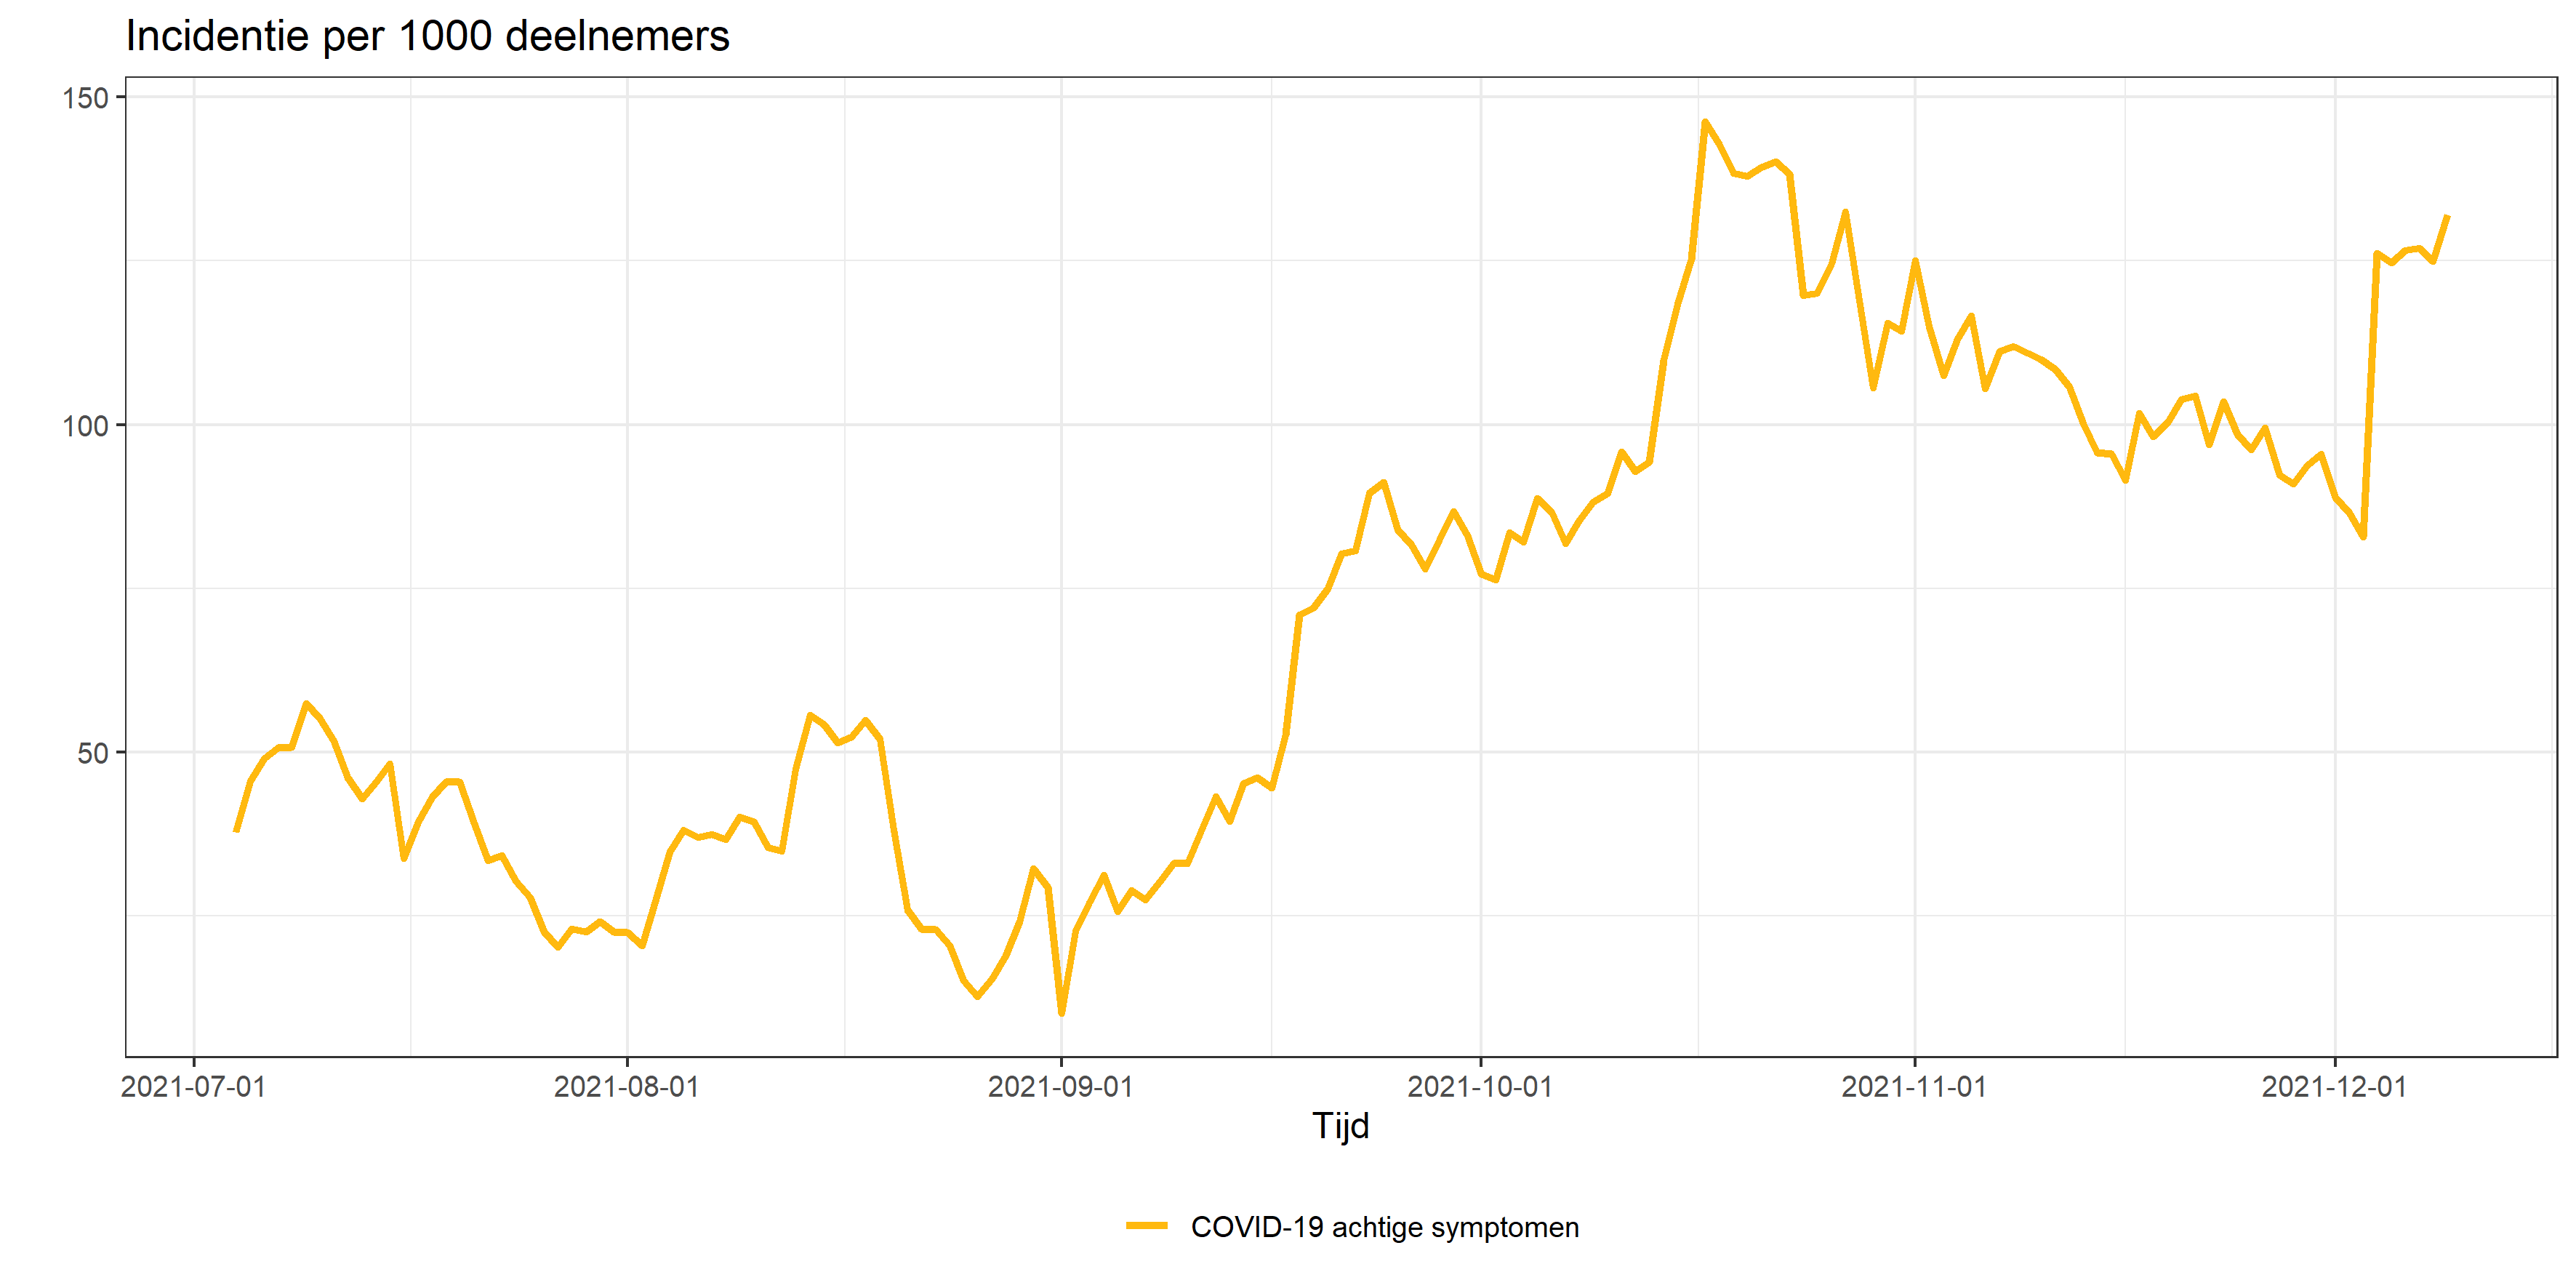 Incidentie per 1000 deelnemers
150
100
50
2021-07-01 2021-08-01 2021-09-01 2021-10-01 2021-11-01 2021-12-01
Tijd
COVID-19 achtige symptomen